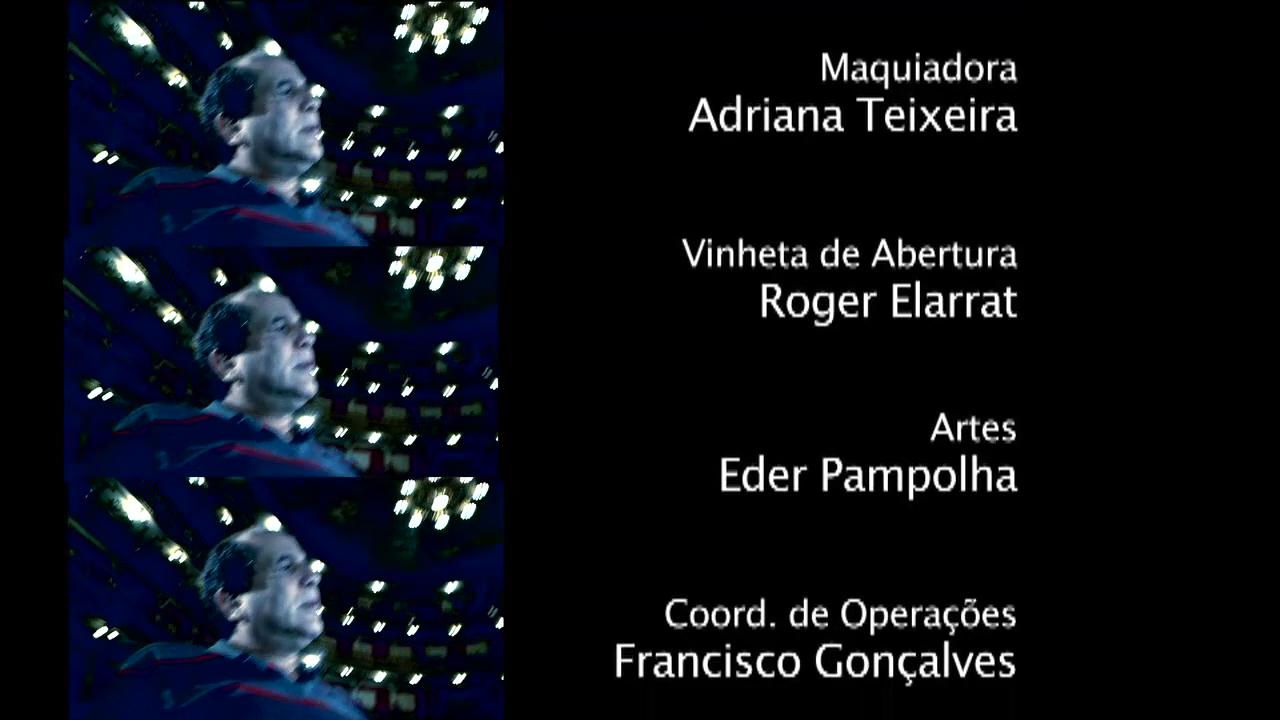 Maquiadora
Adriana Teixeira
Vinheta de Abertura
Roger Elarrat
Artes
Eder Pampolha
Coord. de Operações
Francisco Gonçalves